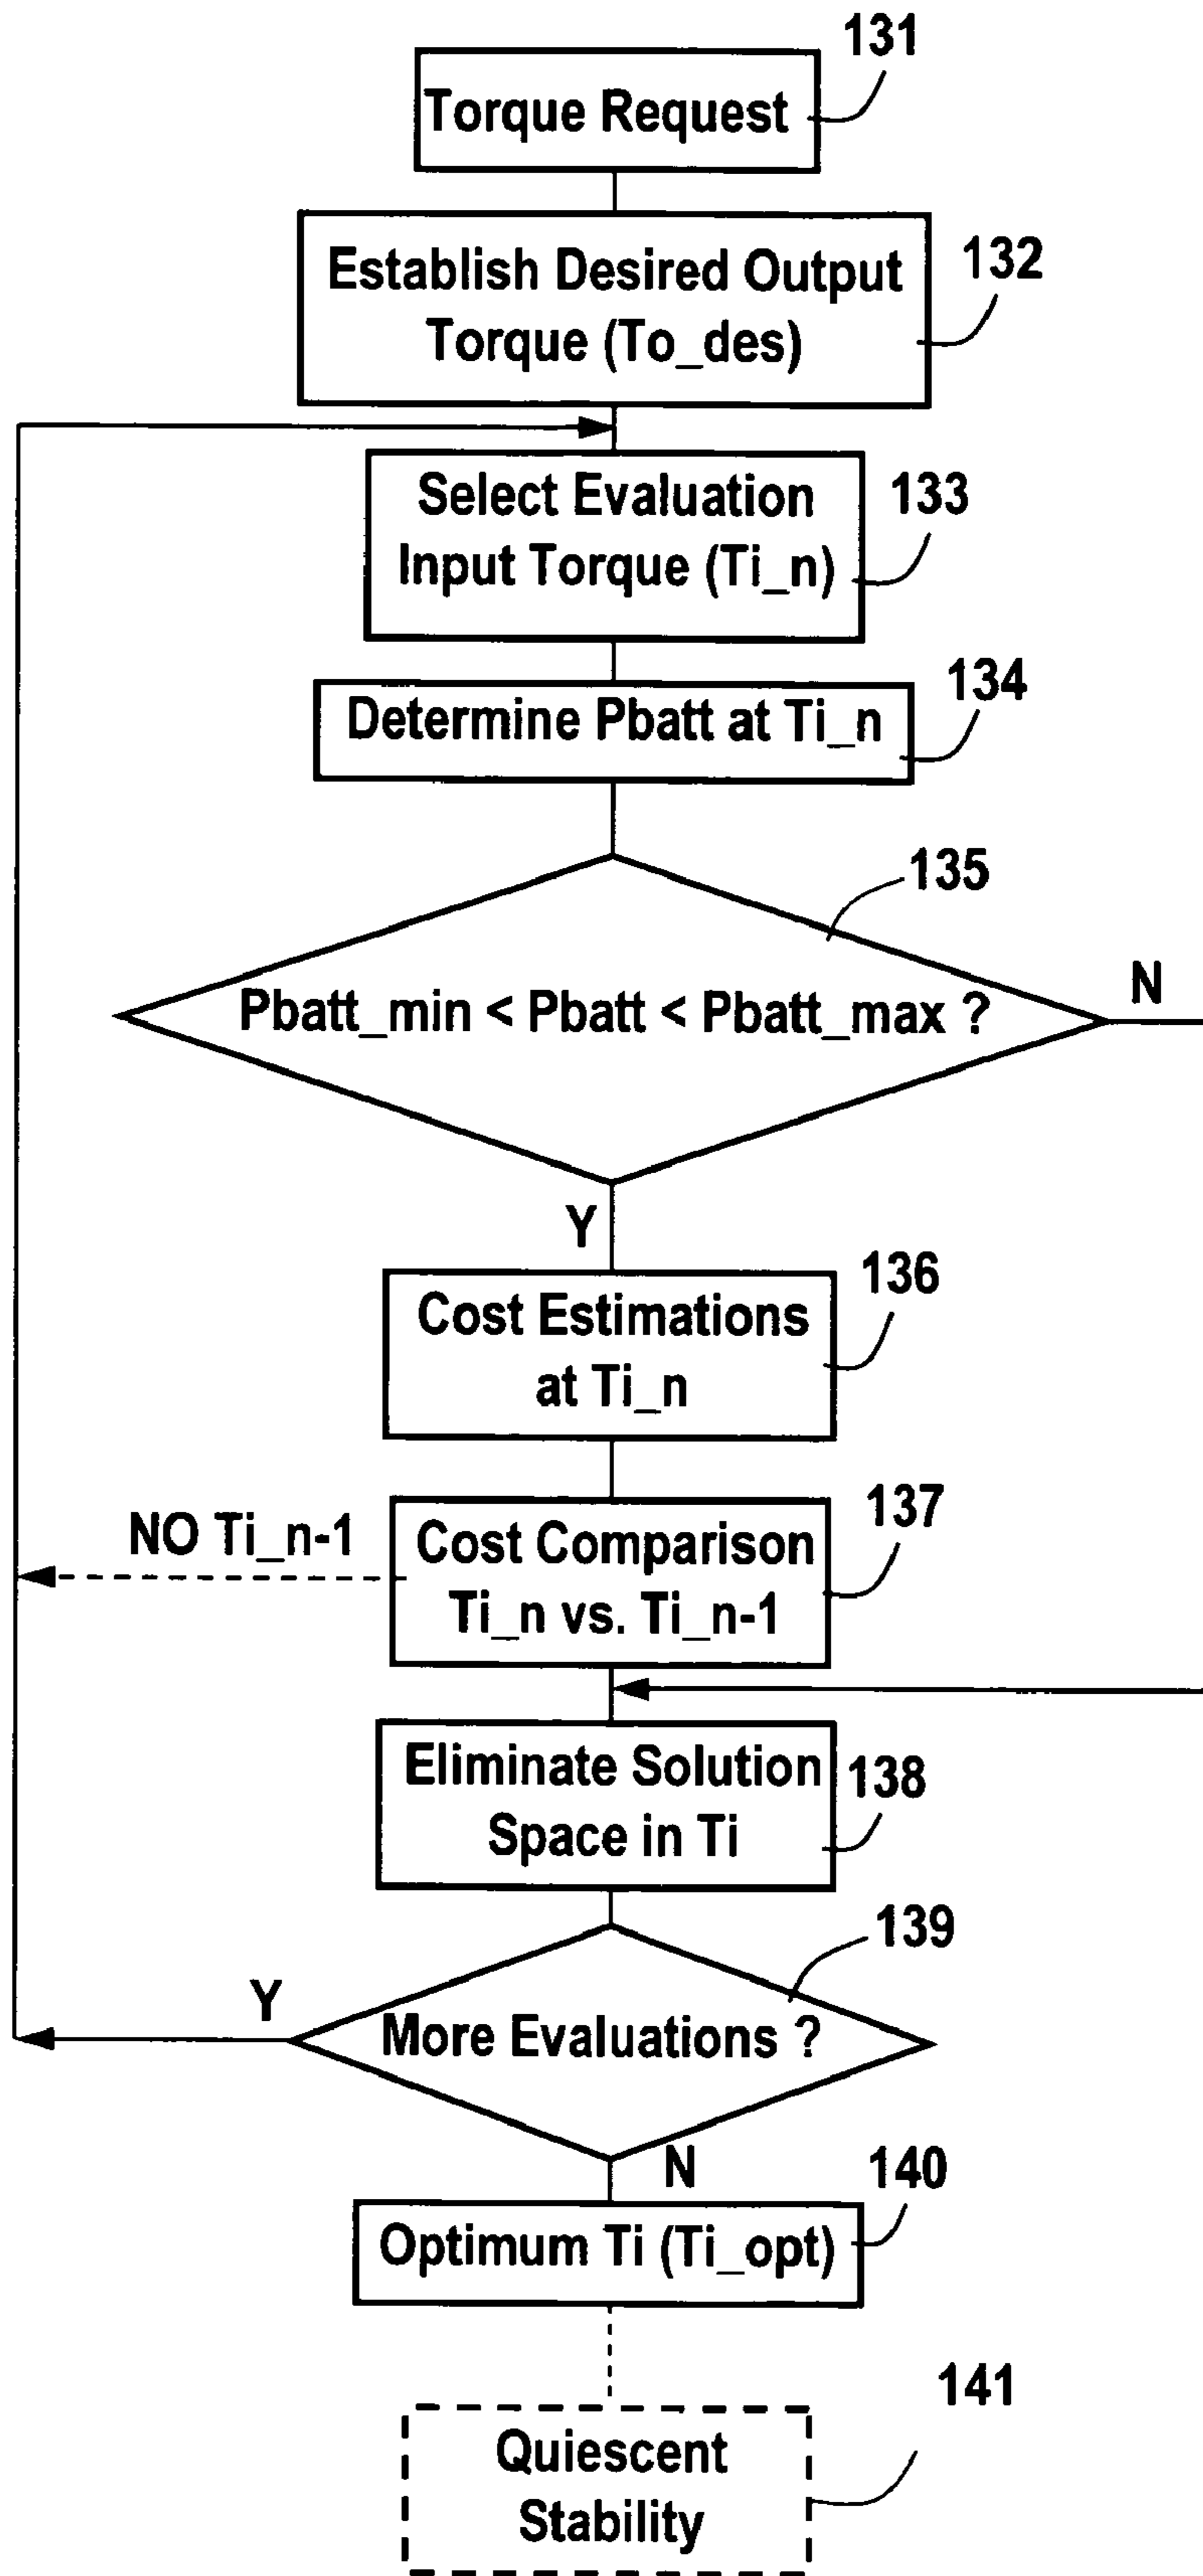 131
Torque Request
132
Establish Desired Output
Torque (To_des)
133
Select Evaluation
Input Torque (Ti_n)
134
Determine Pbatt at Ti_n
135
Pbatt_min < Pbatt < Pbatt_max ?
N
Y
136
Cost Estimations
at Ti_n
137
NO Ti_n-1
Cost Comparison
Ti_n vs. Ti_n-1
138
Eliminate Solution
Space in Ti
139
Y
More Evaluations ?
N
140
Optimum Ti (Ti_opt)
141
Quiescent
Stability